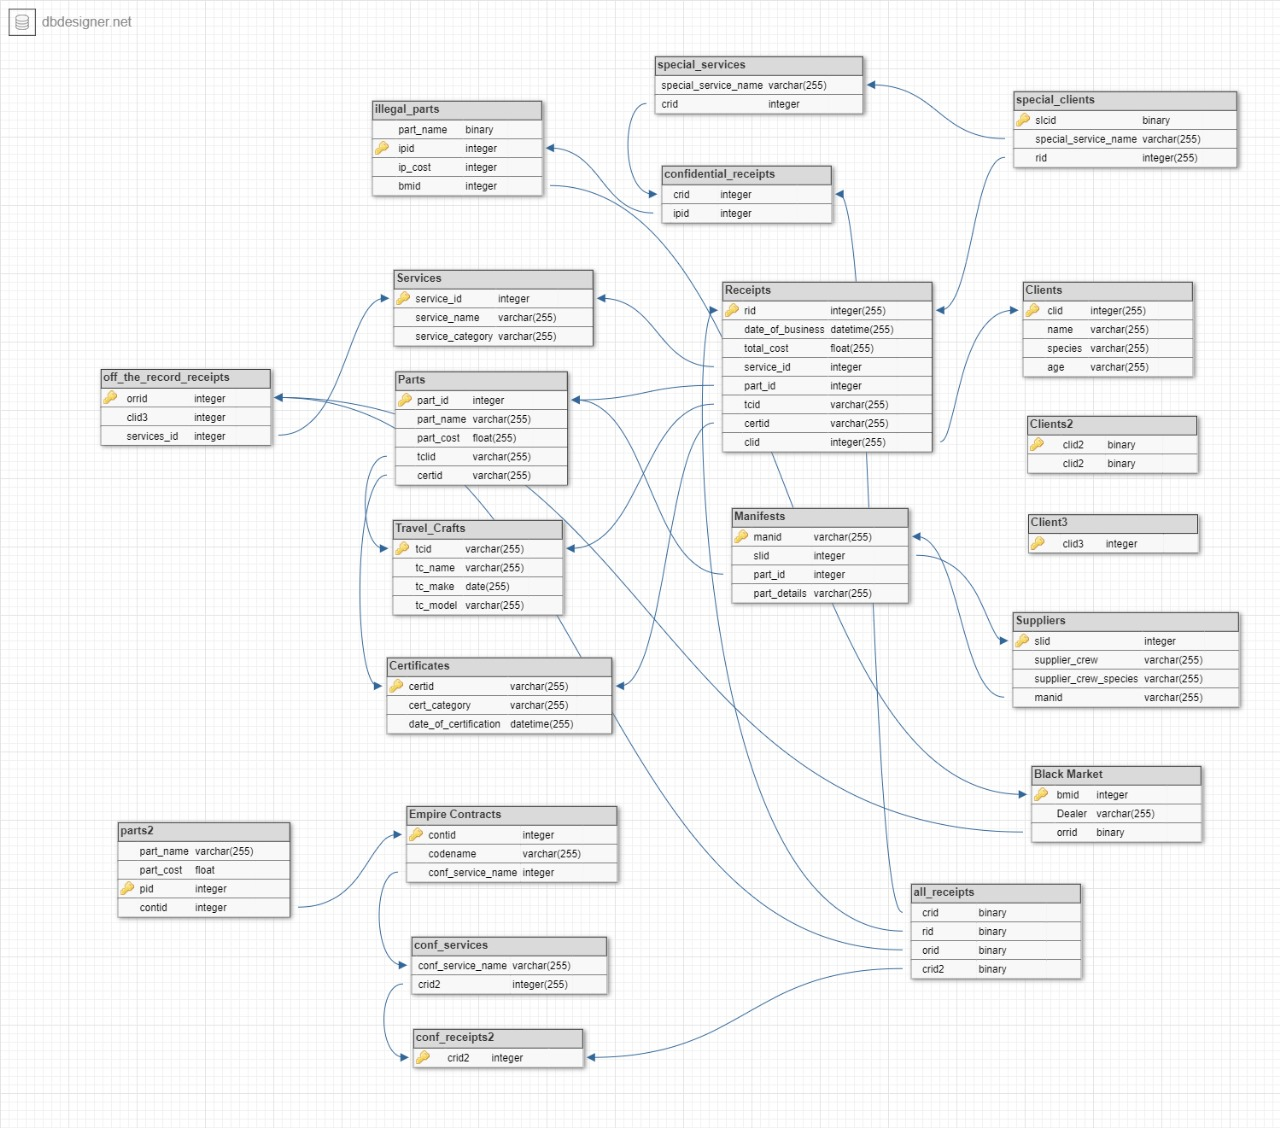 dbdesigner.net
special_services
special_service_name varchar(255)
crid integer
special_clients
slcid binary
special_service_name varchar(255)
rid integer(255)
illegal_parts
part_name binary
ipid integer
ip_cost integer
bmid integer
confidential_receipts
crid integer
ipid integer
Services
service_id integer
service_name varchar(255)
service_category varchar(255)
Receipts
rid integer(255)
date_of_business datetime(255)
total_cost float(255)
service_id integer
part_id integer
tcid varchar(255)
certid varchar(255)
clid integer(255)
Clients
clid integer(255)
name varchar(255)
species varchar(255)
age varchar(255)
off_the_record_receipts
orrid integer
clid3 integer
services_id integer
Parts
part_id integer
part_name varchar(255)
part_cost float(255)
tclid varchar(255)
certid varchar(255)
Clients2
clid2 binary
clid2 binary
Travel_Crafts
tcid varchar(255)
tc_name varchar(255)
tc_make date(255)
tc_model varchar(255)
Manifests
manid varchar(255)
slid integer
part_id integer
part_details varchar(255)
Client3
clid3 integer
Suppliers
slid integer
supplier_crew varchar(255)
supplier_crew_species varchar(255)
manid varchar(255)
Certificates
certid varchar(255)
cert_category varchar(255)
date_of_certification datetime(255)
Black Market
bmid integer
Dealer varchar(255)
orrid binary
parts2
part_name varchar(255)
part_cost float
pid integer
contid integer
Empire Contracts
contid integer
codename varchar(255)
conf_service_name integer
all_receipts
crid binary
rid binary
orid binary
crid2 binary
conf_services
conf_service_name varchar(255)
crid2 integer(255)
conf_receipts2
crid2 integer